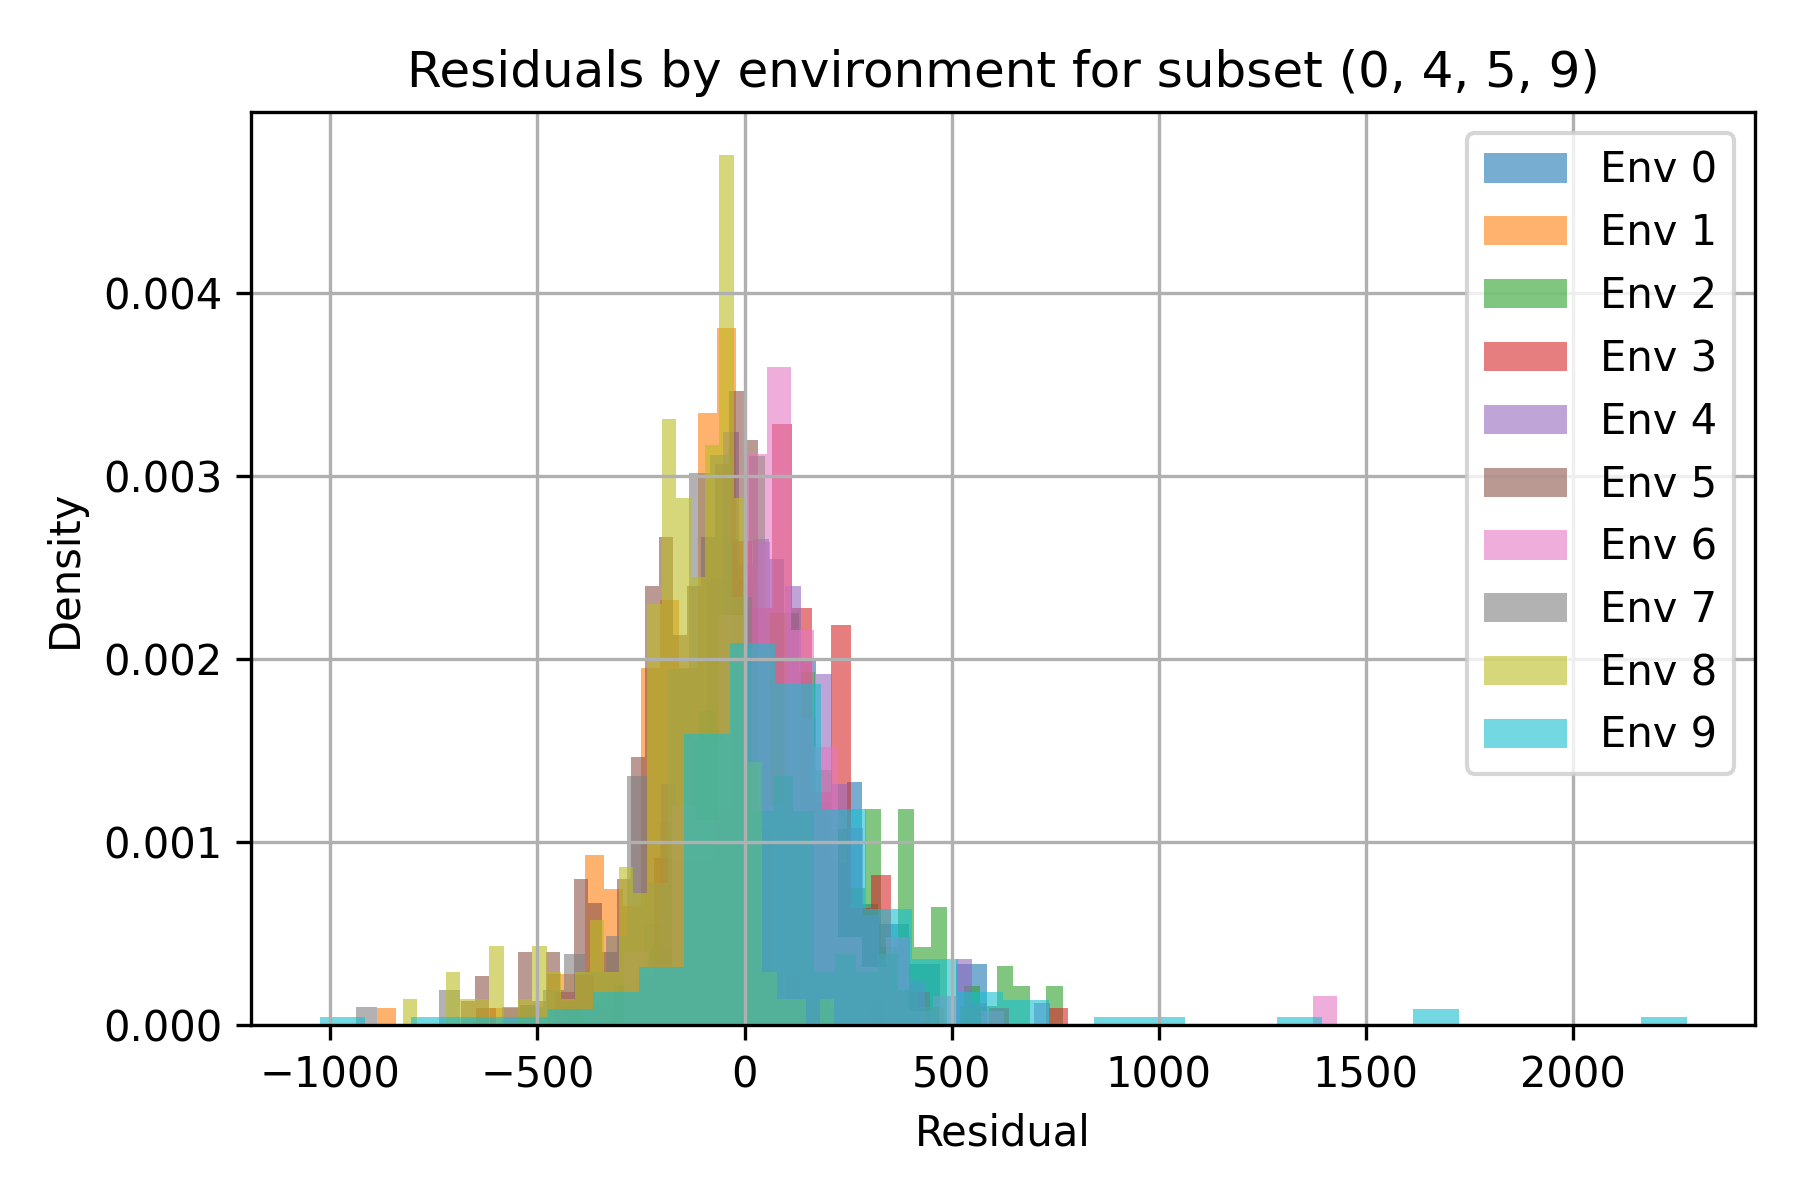 Residuals by environment for subset (0, 4, 5, 9)
Env 0
Env 1
Env 2
Env 3
Env 4
Env 5
Env 6
Env 7
Env 8
Env 9
Density
0.004
0.003
0.002
0.001
0.000
−1000 −500 0 500 1000 1500 2000
Residual